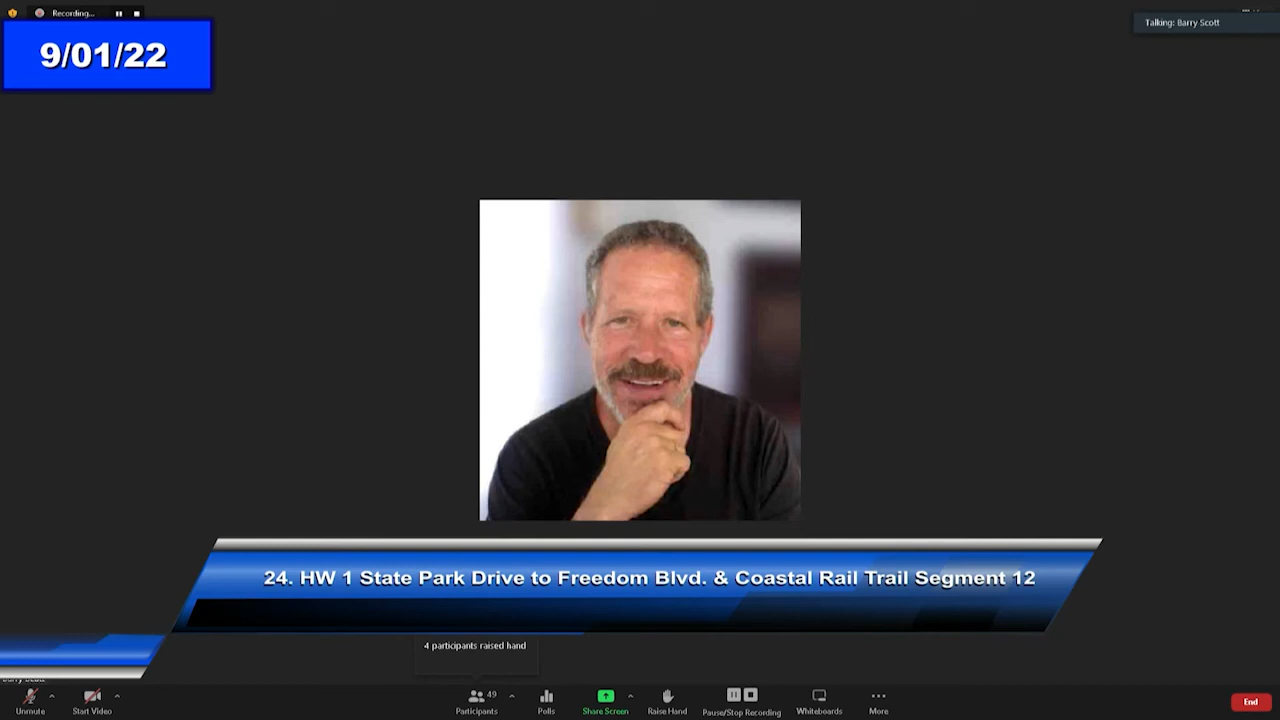 Recording...
9/01/22
Talking: Barry Scott
24. HW 1 State Park Drive to Freedom Blvd. & Coastal Rail Trail Segment 12
4 participants raised hand
Barry Scott
Unmute
Start Video
49
Participants
Polls
Share Screen
Raise Hand
Pause/Stop Recording
Whiteboards
More
End